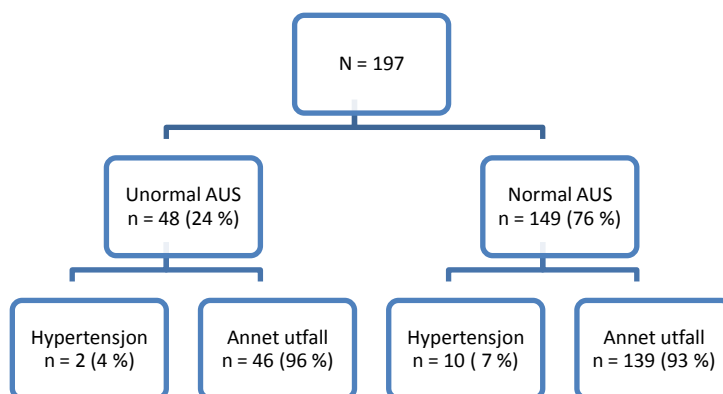 N = 197
Unormal AUS
n = 48 (24 %)
Normal AUS
n = 149 (76 %)
Hypertensjon
n = 2 (4 %)
Annet utfall
n = 46 (96 %)
Hypertensjon
n = 10 ( 7 %)
Annet utfall
n = 139 (93 %)